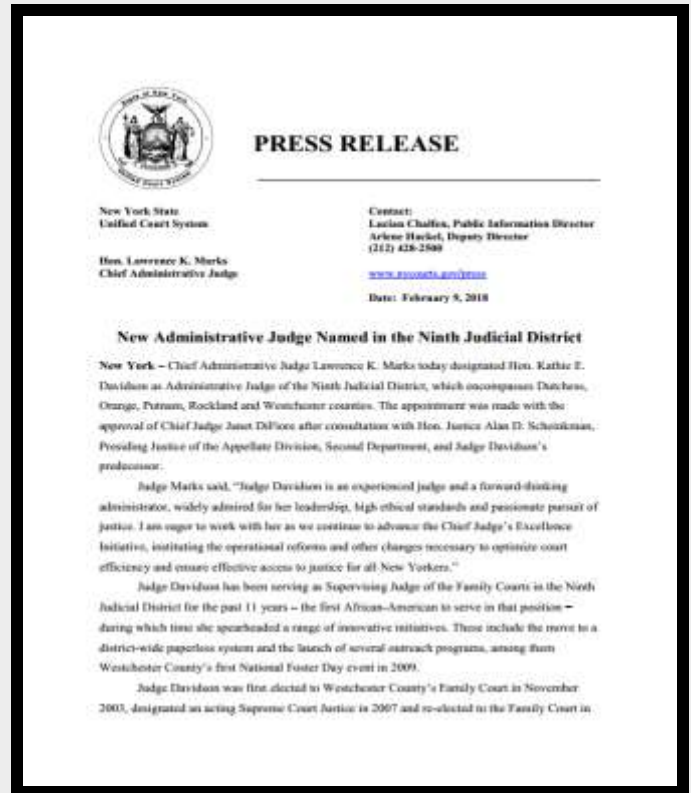 State of New York
Unified Court System
PRESS RELEASE
New York State
Unified Court System
Hon. Lawrence K. Marks
Chief Administrative Judge
Contact:
Lucian Chalfen, Public Information Director
Arlene Hackel, Deputy Director
(212) 428-2500
www.nycourts.gov/press
Date: February 9, 2018
New Administrative Judge Named in the Ninth Judicial District
New York – Chief Administrative Judge Lawrence K. Marks today designated Hon. Kathie E.
Davidson as Administrative Judge of the Ninth Judicial District, which encompasses Dutchess,
Orange, Putnam, Rockland and Westchester counties. The appointment was made with the
approval of Chief Judge Janet DiFiore after consultation with Hon. Justice Alan D. Scheinkman,
Presiding Justice of the Appellate Division, Second Department, and Judge Davidson's
predecessor.
Judge Marks said, “Judge Davidson is an experienced judge and a forward-thinking
administrator, widely admired for her leadership, high ethical standards and passionate pursuit of
justice. I am eager to work with her as we continue to advance the Chief Judge's Excellence
Initiative, instituting the operational reforms and other changes necessary to optimize court
efficiency and ensure effective access to justice for all New Yorkers.”
Judge Davidson has been serving as Supervising Judge of the Family Courts in the Ninth
Judicial District for the past 11 years – the first African-American to serve in that position –
during which time she spearheaded a range of innovative initiatives. These include the move to a
district-wide paperless system and the launch of several outreach programs, among them
Westchester County's first National Foster Day event in 2009.
Judge Davidson was first elected to Westchester County's Family Court in November
2003, designated an acting Supreme Court Justice in 2007 and re-elected to the Family Court in